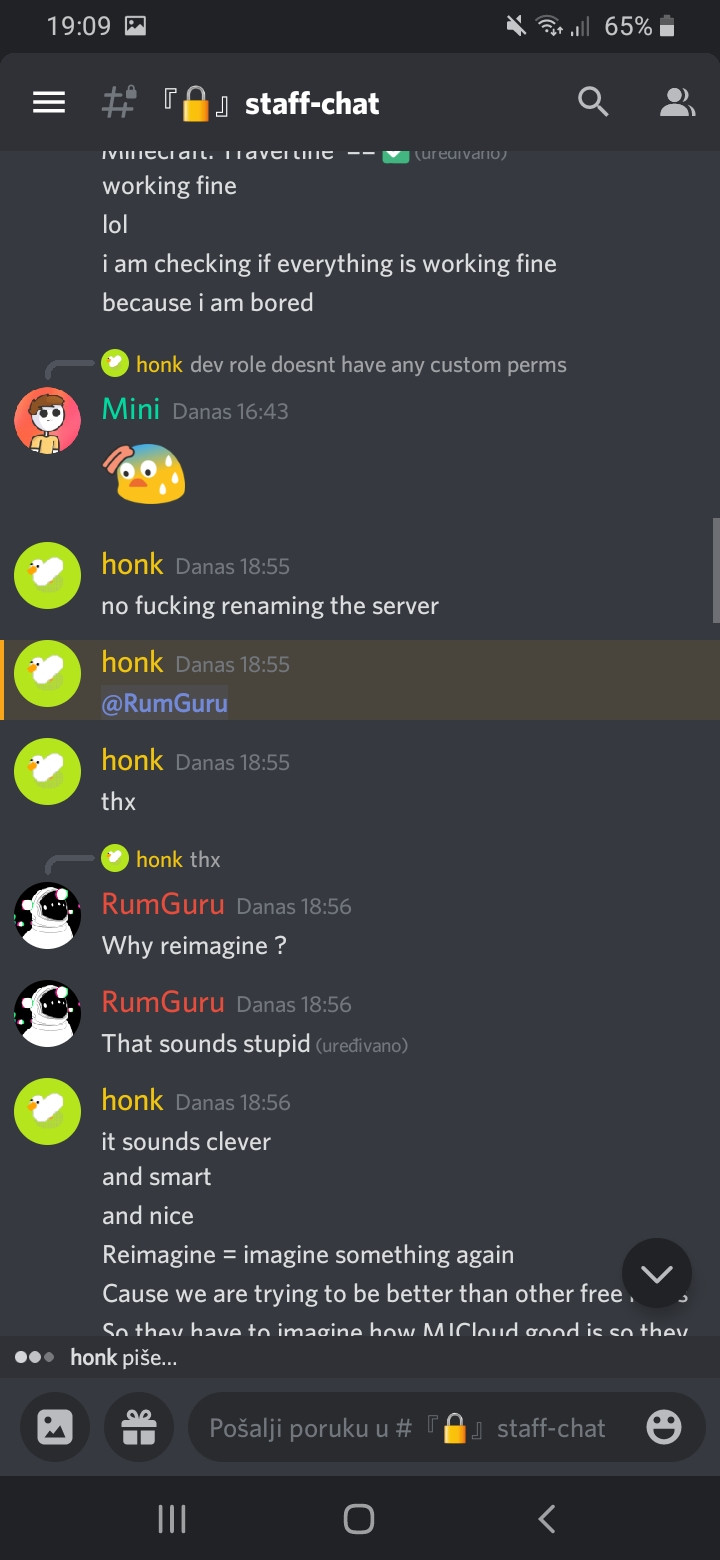 19:09 65%
# 『🔒』 staff-chat
Minecraft: Travertine == ✅ (uređivano)
working fine
lol
i am checking if everything is working fine
because i am bored
honk dev role doesnt have any custom perms
Mini Danas 16:43
honk Danas 18:55
no fucking renaming the server
honk Danas 18:55
@RumGuru
honk Danas 18:55
thx
honk thx
RumGuru Danas 18:56
Why reimagine ?
RumGuru Danas 18:56
That sounds stupid (uređivano)
honk Danas 18:56
it sounds clever
and smart
and nice
Reimagine = imagine something again
Cause we are trying to be better than other free
So they have to imagine how MJCloud good is so they
honk piše...
Pošalji poruku u # 『🔒』 staff-chat